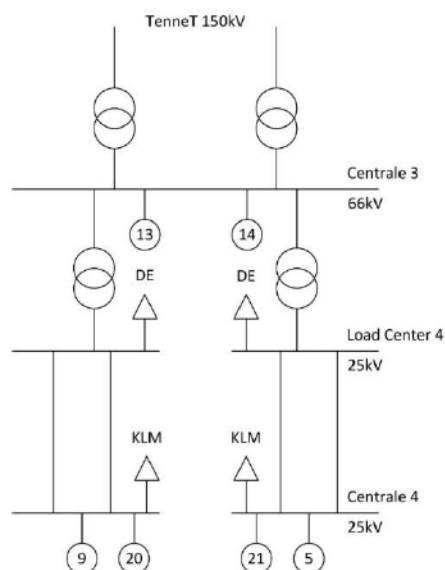 TenneT 150kV
Centrale 3
66kV
13
14
DE
DE
Load Center 4
25kV
KLM
KLM
Centrale 4
25kV
9
20
21
5